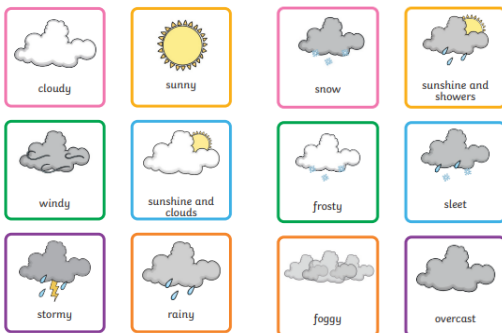 cloudy
sunny
snow
sunshine and
showers
windy
sunshine and
clouds
frosty
sleet
stormy
rainy
foggy
overcast